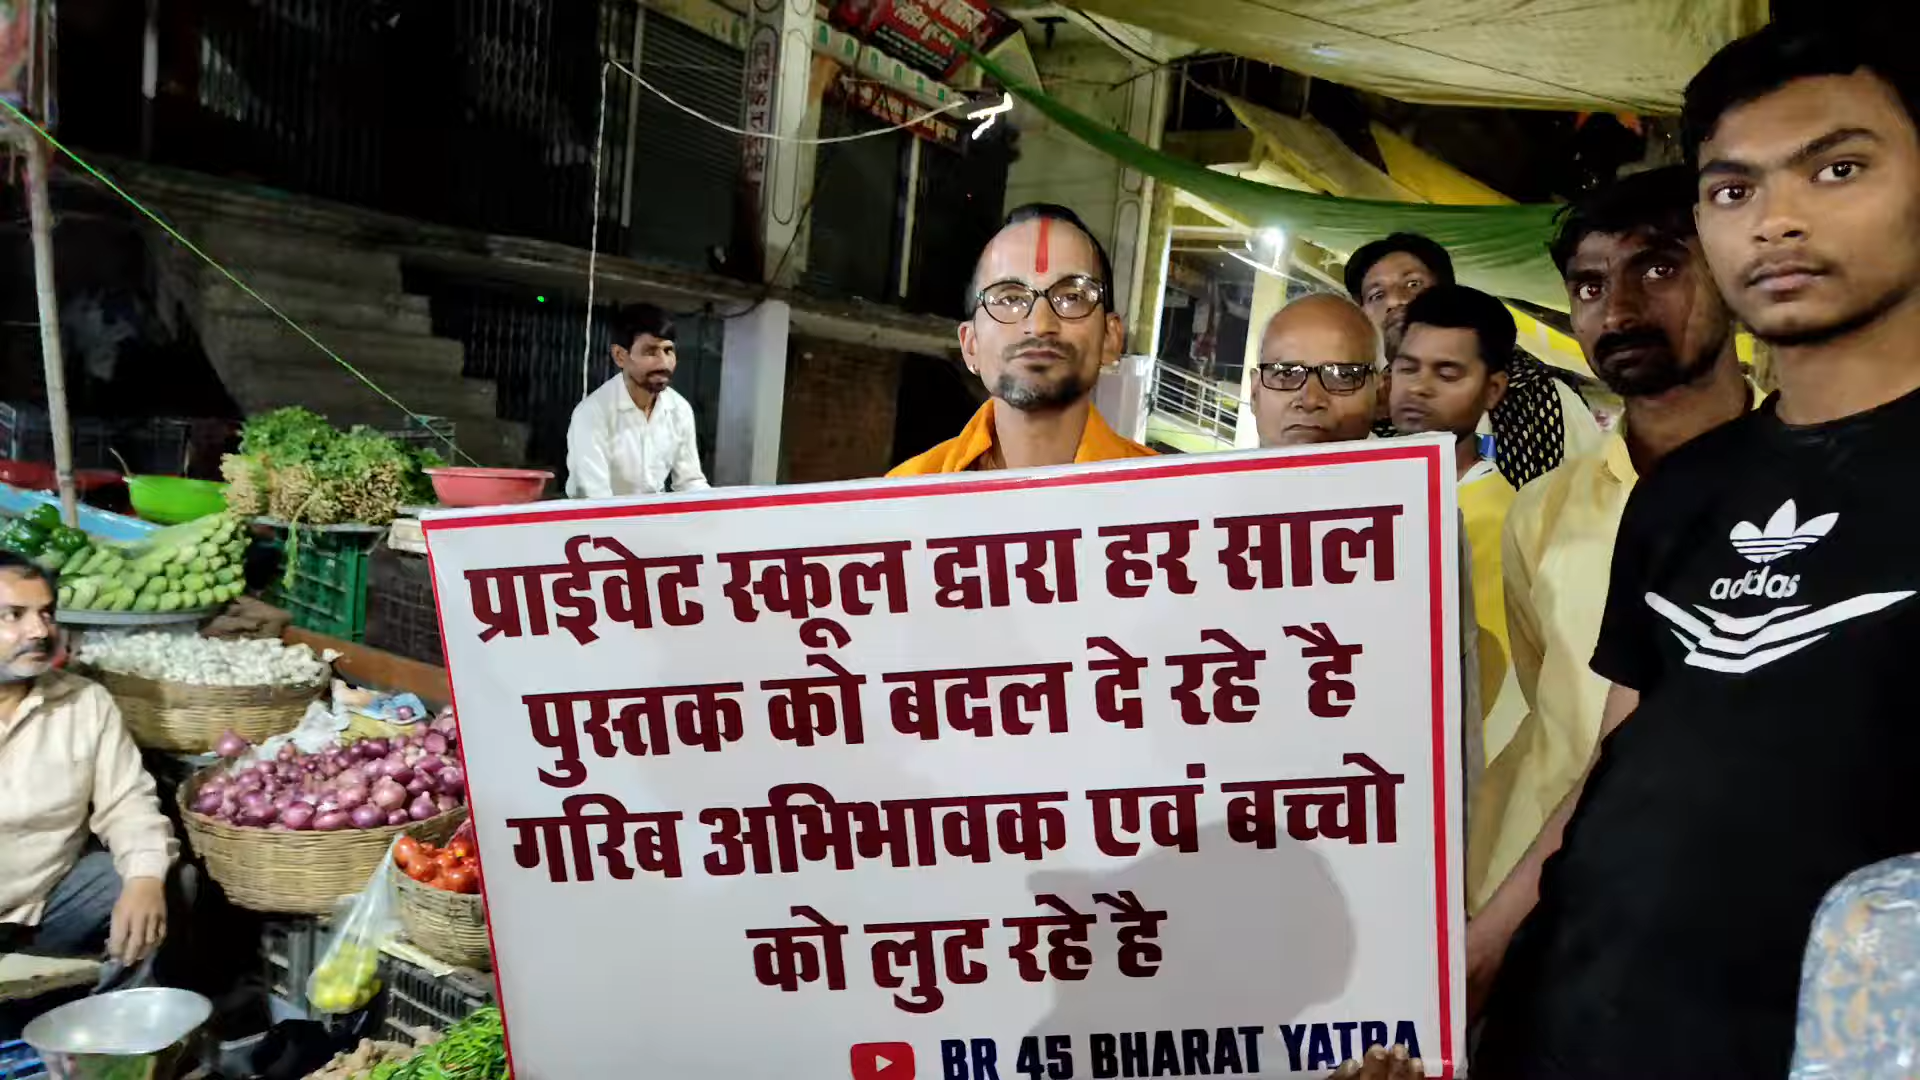 प्राईवेट स्कूल द्वारा हर साल
पुस्तक को बदल दे रहे है
गरिब अभिभावक एवं बच्चो
को लुट रहे है
BR 45 BHARAT YATRA
adidas